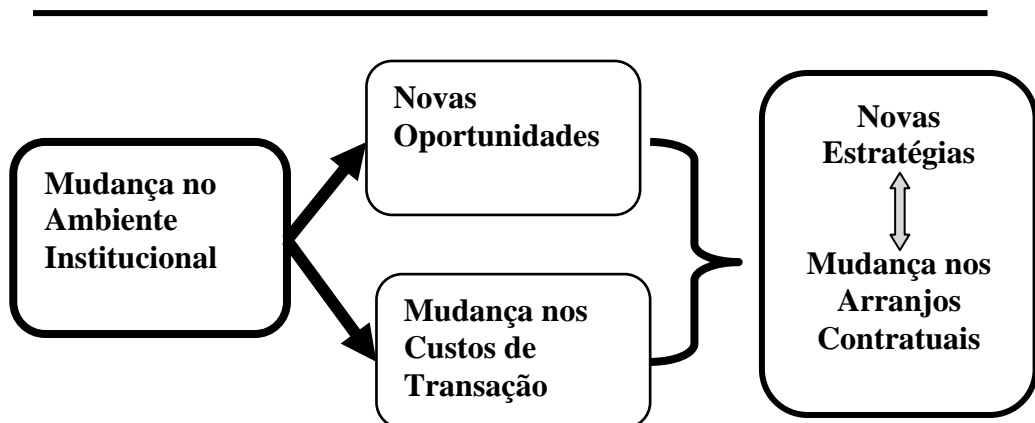 Mudança no
Ambiente
Institucional
Novas
Oportunidades
Mudança nos
Custos de
Transação
Novas
Estratégias
Mudança nos
Arranjos
Contratuais